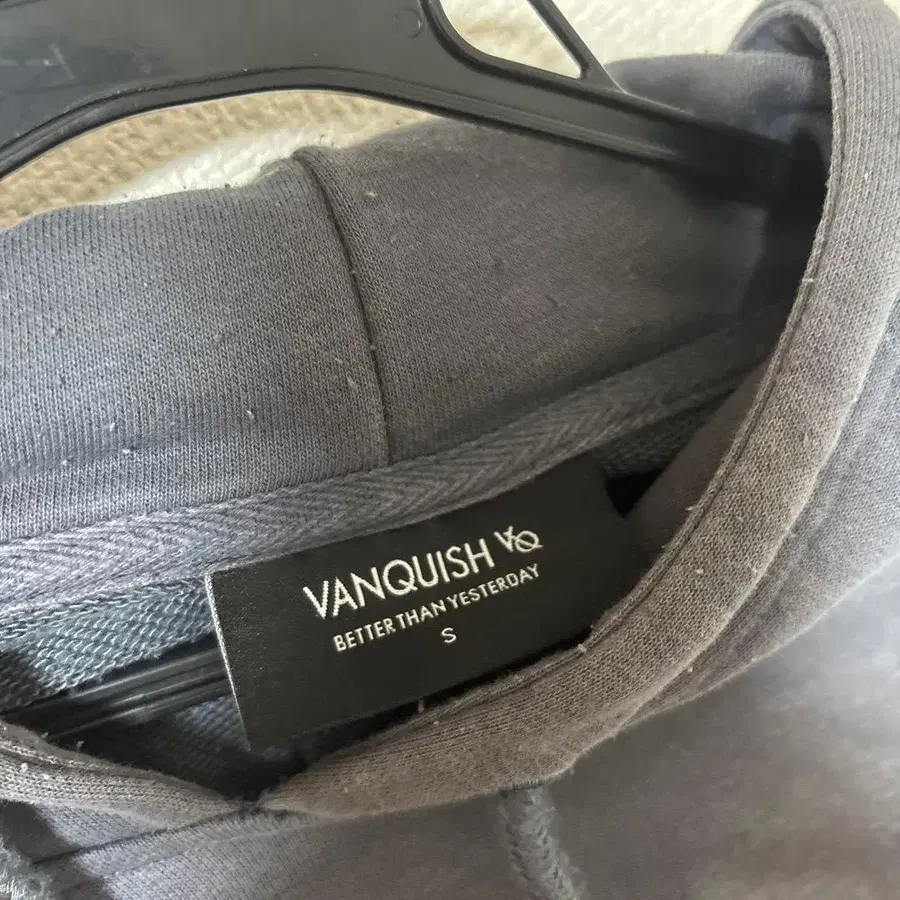 VANQUISH VQ
BETTER THAN YESTERDAY
S